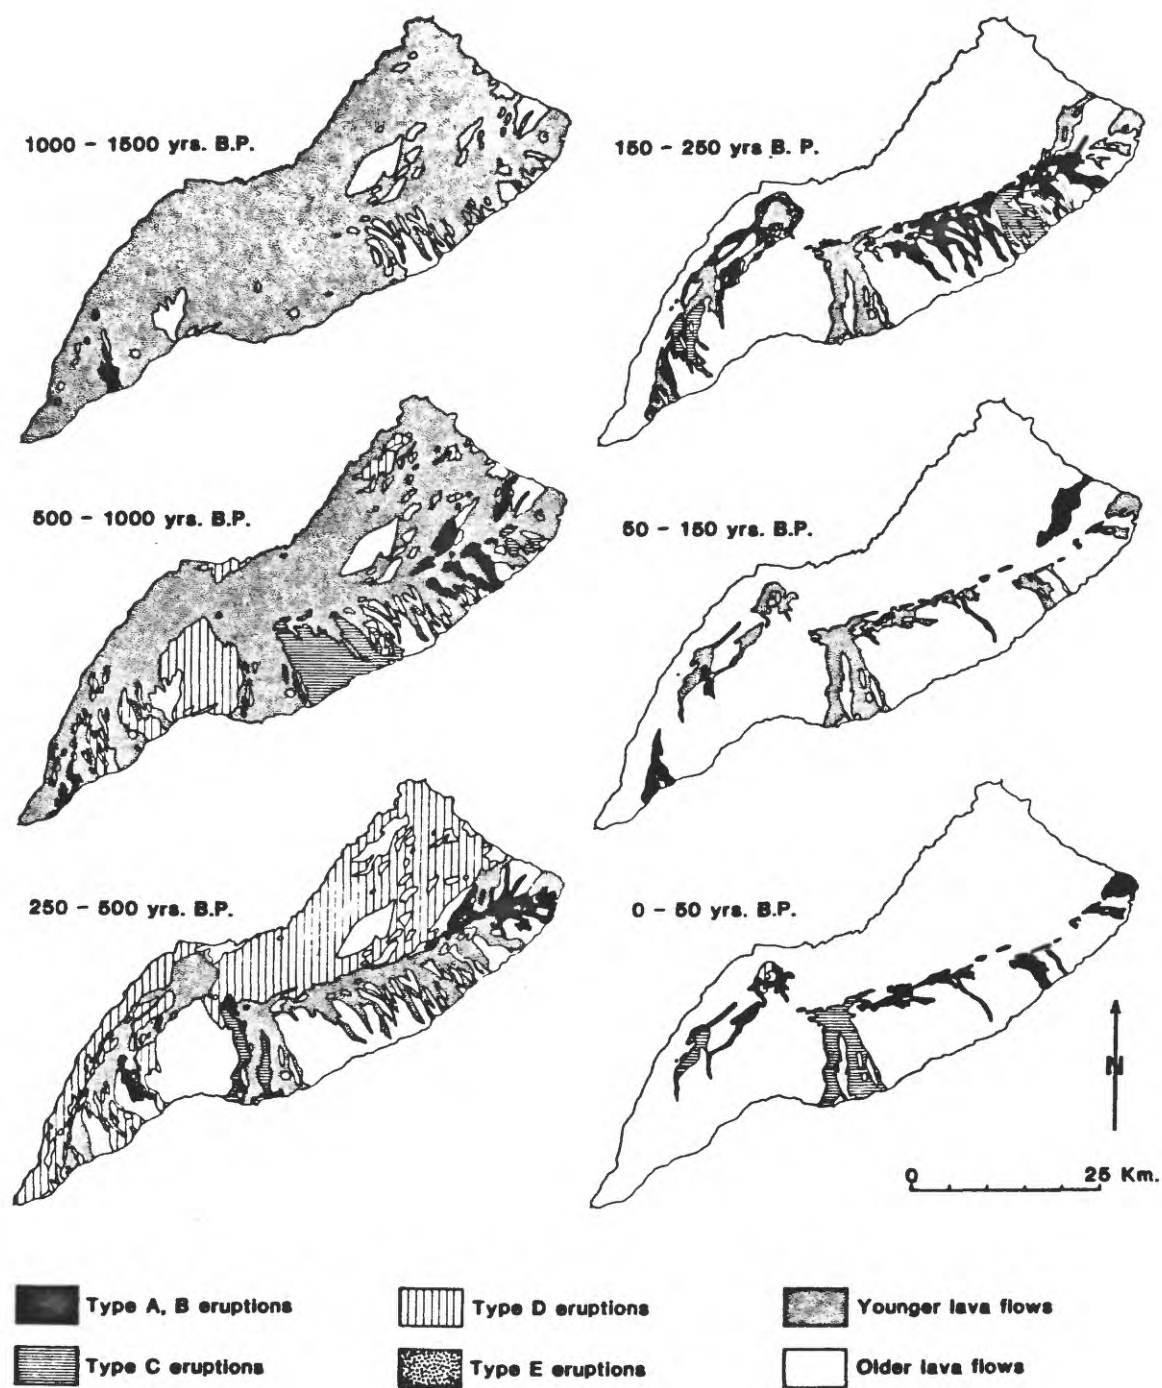 1000 - 1500 yrs. B.P.
150 - 250 yrs B. P.
500 - 1000 yrs. B.P.
50 - 150 yrs. B.P.
250 - 500 yrs. B.P.
0 - 50 yrs. B.P.
N
0 25 Km.
Type A, B eruptions
Type D eruptions
Younger lava flows
Type C eruptions
Type E eruptions
Older lava flows